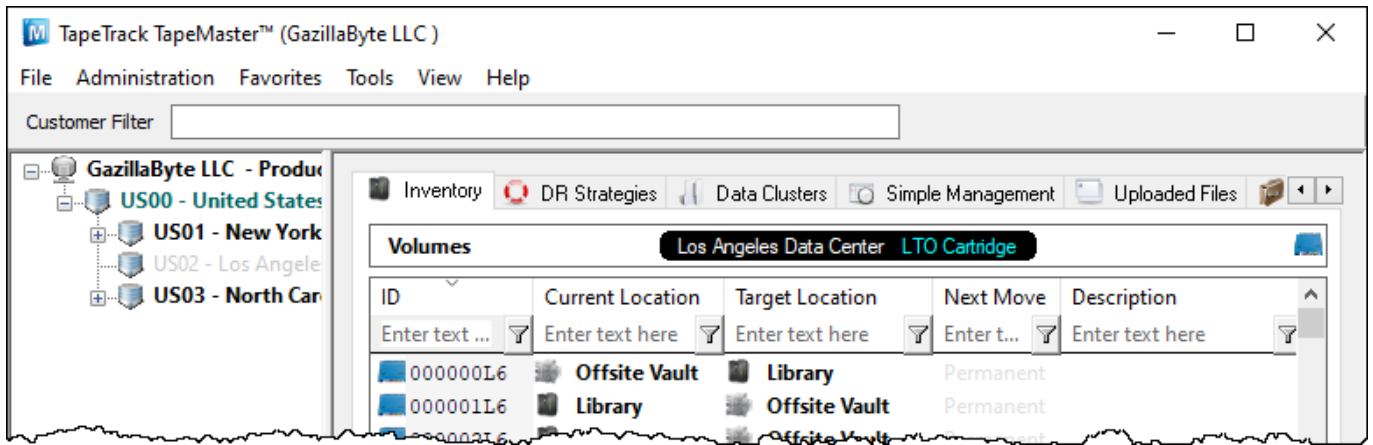 TapeTrack TapeMaster™ (GazillaByte LLC )
File Administration Favorites Tools View Help
Customer Filter
GazillaByte LLC - Produc
US00 - United States
US01 - New York
US02 - Los Angele
US03 - North Car
Inventory DR Strategies Data Clusters Simple Management Uploaded Files
Volumes Los Angeles Data Center LTO Cartridge
ID Current Location Target Location Next Move Description
Enter text ... Enter text here Enter text here Enter t... Enter text here
000000L6 Offsite Vault Library Permanent
000001L6 Library Offsite Vault Permanent
000002L6 Offsite Vault